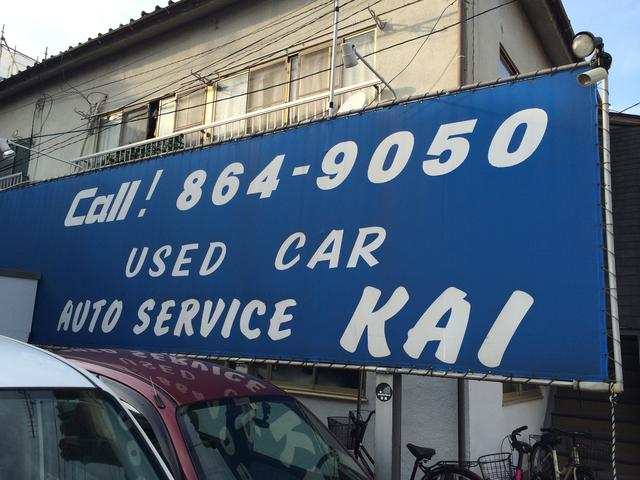 Call! 864-9050
USED CAR
AUTO SERVICE KAI